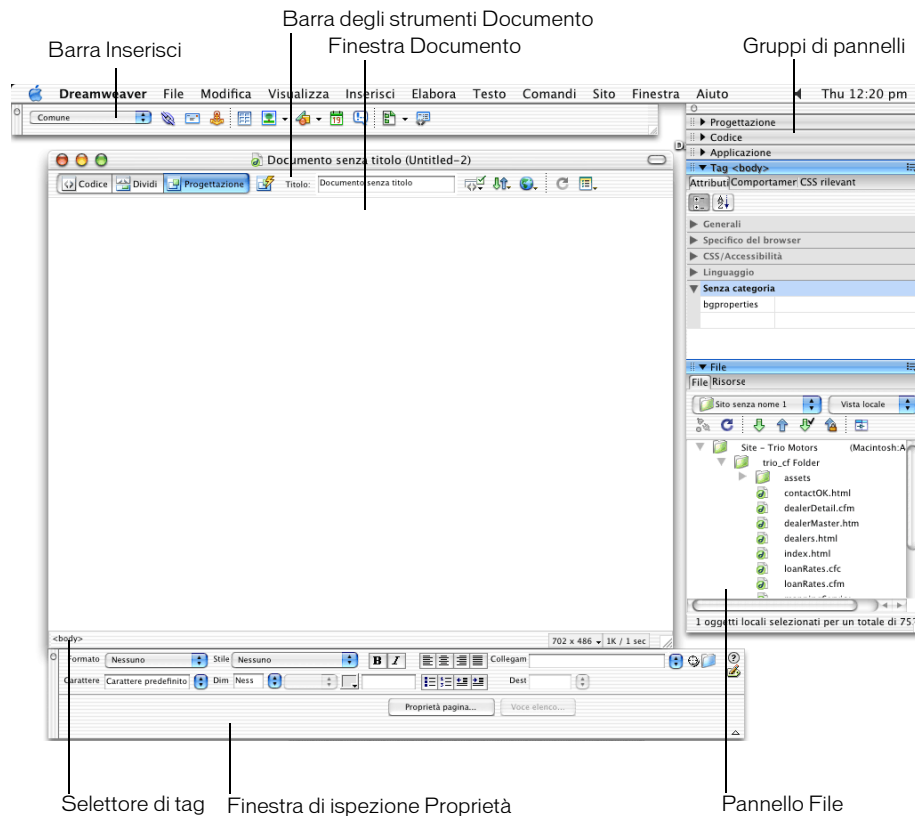 Barra degli strumenti Documento
Barra Inserisci
Finestra Documento
Gruppi di pannelli
Dreamweaver File Modifica Visualizza Inserisci Elabora Testo Comandi Sito Finestra Aiuto Thu 12:20 pm
Comune
19
Progettazione
Codice
Applicazione
Tag <body>
Attributi Comportamer CSS rilevant
Documento senza titolo (Untitled-2)
Codice Dividi Progettazione Titolo: Documento senza titolo
Generali
Specifico del browser
CSS/Accessibilità
Linguaggio
Senza categoria
bgproperties
File
File Risorse
Sito senza nome 1 Vista locale
Site – Trio Motors (Macintosh:A
trio_cf Folder
assets
contactOK.html
dealerDetail.cfm
dealerMaster.htm
dealers.html
index.html
loanRates.cfc
loanRates.cfm
1 oggetti locali selezionati per un totale di 75
<body>
702 x 486 1K / 1 sec
Formato Nessuno Stile Nessuno B I Collegam
Carattere Carattere predefinito Dim Ness Dest
Proprietà pagina... Voce elenco...
Selettore di tag
Finestra di ispezione Proprietà
Pannello File